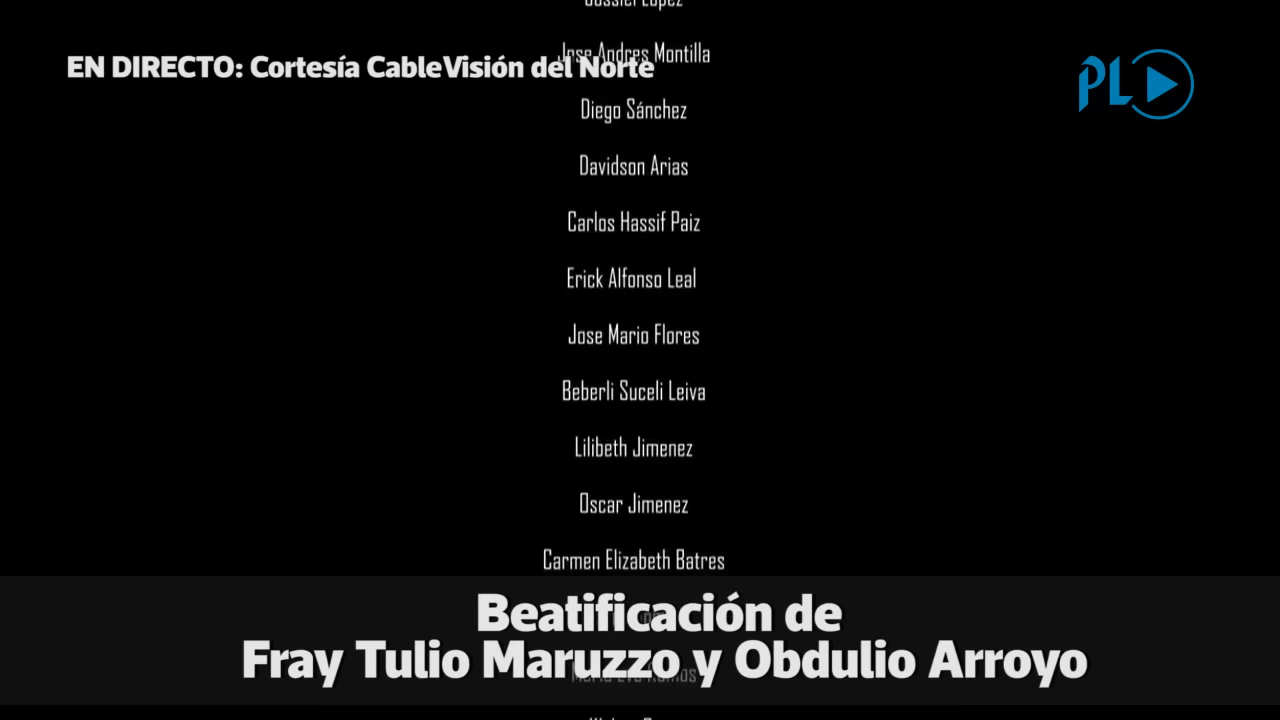 Jose Andres Montilla
EN DIRECTO: Cortesía CableVisión del Norte
PL
Diego Sánchez
Davidson Arias
Carlos Hassif Paiz
Erick Alfonso Leal
Jose Mario Flores
Beberli Suceli Leiva
Lilibeth Jimenez
Oscar Jimenez
Carmen Elizabeth Batres
Beatificación de
Fray Tulio Maruzzo y Obdulio Arroyo